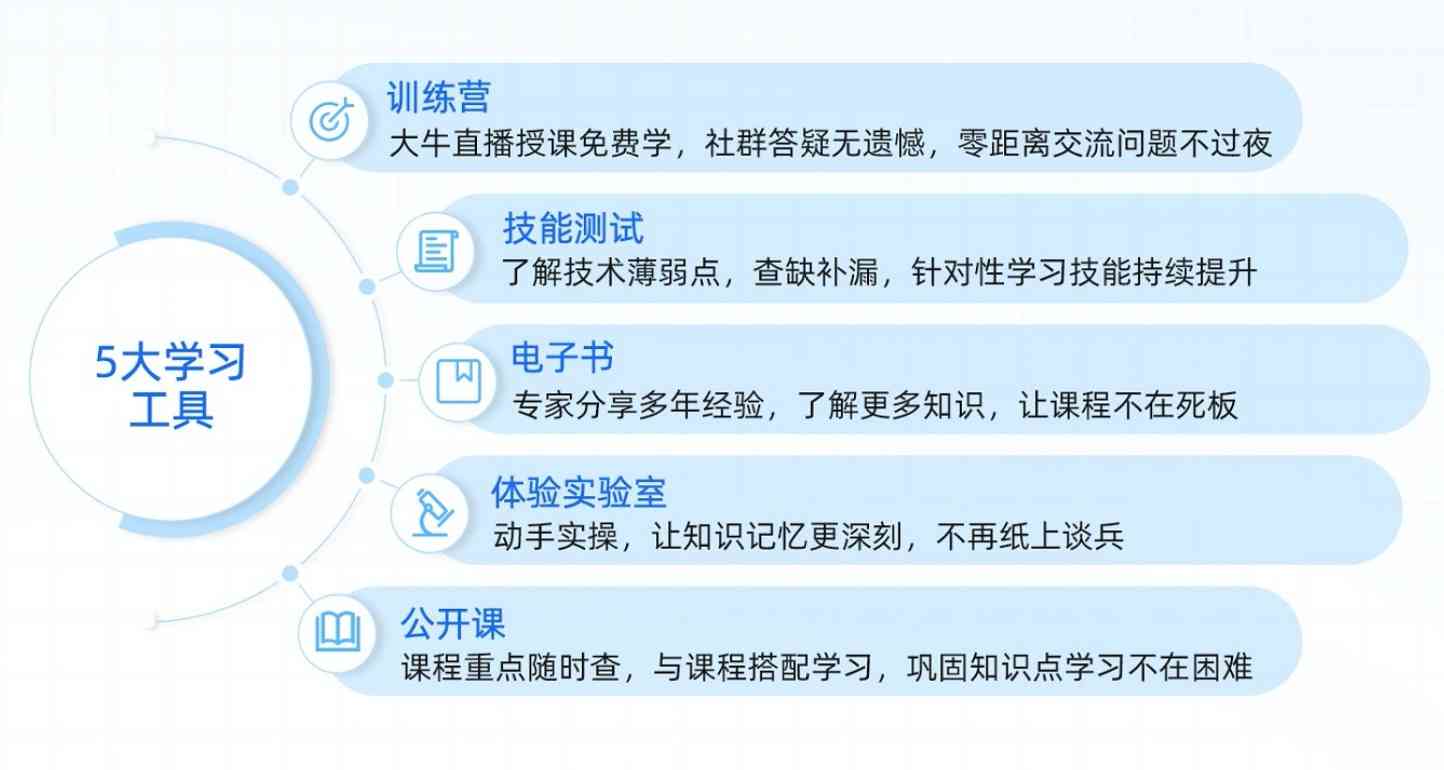 5大学习
工具
训练营
大牛直播授课免费学，社群答疑无遗憾，零距离交流问题不过夜
技能测试
了解技术薄弱点，查缺补漏，针对性学习技能持续提升
电子书
专家分享多年经验，了解更多知识，让课程不在死板
体验实验室
动手实操，让知识记忆更深刻，不再纸上谈兵
公开课
课程重点随时查，与课程搭配学习，巩固知识点学习不在困难